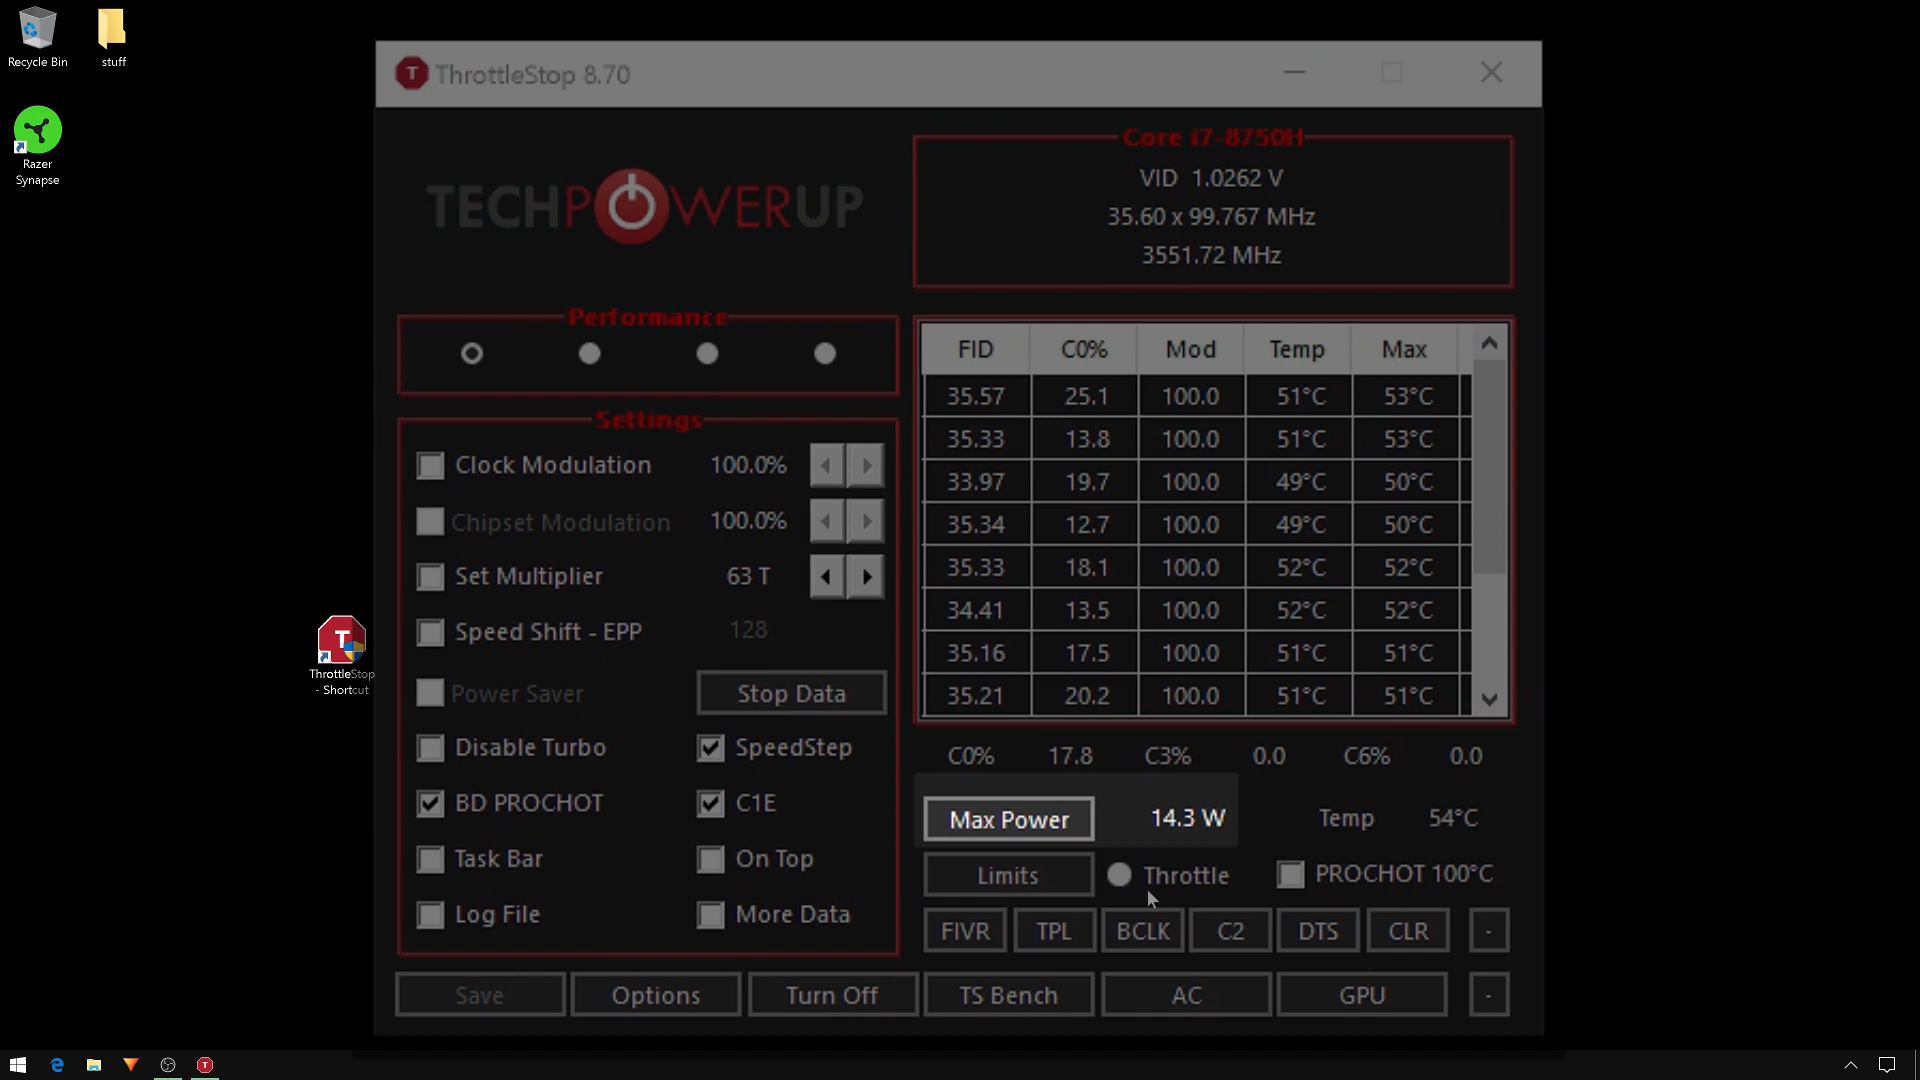 Recycle Bin
stuff
Razer
Synapse
ThrottleStop
- Shortcut
T ThrottleStop 8.70
TECHPOWERUP
Core i7-8750H
VID 1.0262 V
35.60 x 99.767 MHz
3551.72 MHz
Performance
Settings
Clock Modulation 100.0%
Chipset Modulation 100.0%
Set Multiplier 63 T
Speed Shift - EPP 128
Power Saver Stop Data
Disable Turbo SpeedStep
BD PROCHOT C1E
Task Bar On Top
Log File More Data
FID C0% Mod Temp Max
35.57 25.1 100.0 51°C 53°C
35.33 13.8 100.0 51°C 53°C
33.97 19.7 100.0 49°C 50°C
35.34 12.7 100.0 49°C 50°C
35.33 18.1 100.0 52°C 52°C
34.41 13.5 100.0 52°C 52°C
35.16 17.5 100.0 51°C 51°C
35.21 20.2 100.0 51°C 51°C
C0% 17.8 C3% 0.0 C6% 0.0
Max Power 14.3 W Temp 54°C
Limits Throttle PROCHOT 100°C
FIVR TPL BCLK C2 DTS CLR -
Save Options Turn Off TS Bench AC GPU -